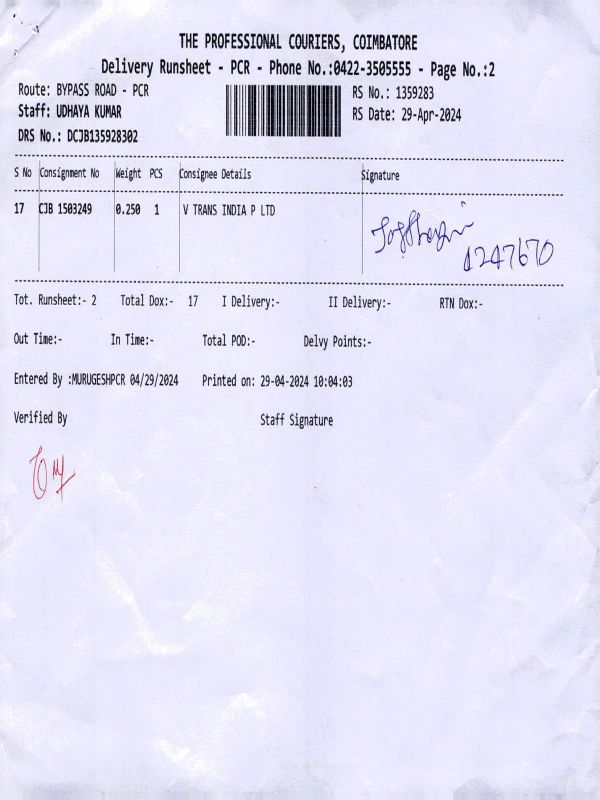 THE PROFESSIONAL COURIERS, COIMBATORE
Delivery Runsheet - PCR - Phone No.:0422-3505555 - Page No.:2
Route: BYPASS ROAD - PCR
RS No.: 1359283
Staff: UDHAYA KUMAR
RS Date: 29-Apr-2024
DRS No.: DCJB135928302
S No Consignment No Weight PCS Consignee Details Signature
17 CJB 1503249 0.250 1 V TRANS INDIA P LTD
4247670
Tot. Runsheet:- 2 Total Dox:- 17 I Delivery:- II Delivery:- RTN Dox:-
Out Time:- In Time:- Total POD:- Delvy Points:-
Entered By :MURUGESHPCR 04/29/2024 Printed on: 29-04-2024 10:04:03
Verified By Staff Signature